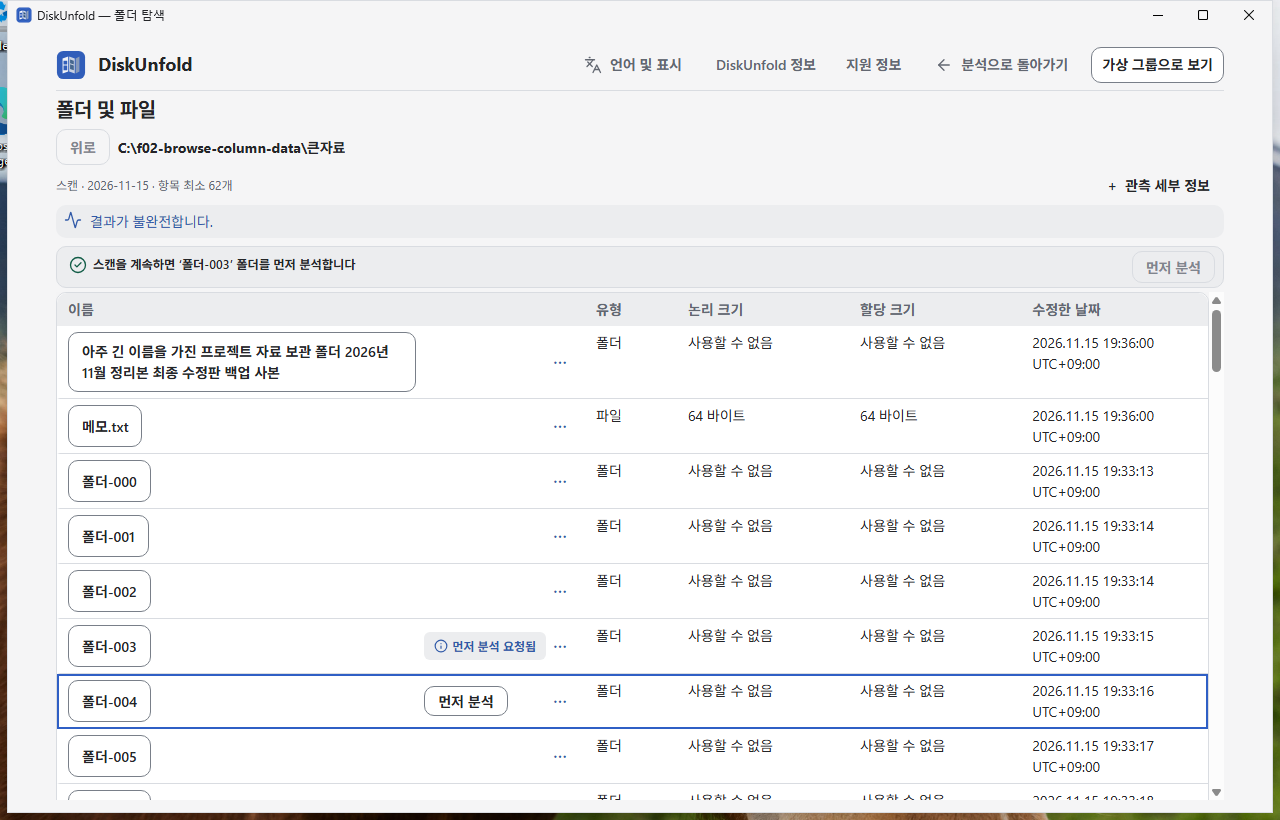 DiskUnfold — 폴더 탐색
DiskUnfold
언어 및 표시
DiskUnfold 정보
지원 정보
← 분석으로 돌아가기
가상 그룹으로 보기
폴더 및 파일
위로
C:\f02-browse-column-data\큰자료
스캔 · 2026-11-15 · 항목 최소 62개
+ 관측 세부 정보
결과가 불완전합니다.
스캔을 계속하면 ‘폴더-003’ 폴더를 먼저 분석합니다
먼저 분석
이름 유형 논리 크기 할당 크기 수정한 날짜
아주 긴 이름을 가진 프로젝트 자료 보관 폴더 2026년
11월 정리본 최종 수정판 백업 사본
... 폴더 사용할 수 없음 사용할 수 없음 2026.11.15 19:36:00
UTC+09:00
메모.txt ... 파일 64 바이트 64 바이트 2026.11.15 19:36:00
UTC+09:00
폴더-000 ... 폴더 사용할 수 없음 사용할 수 없음 2026.11.15 19:33:13
UTC+09:00
폴더-001 ... 폴더 사용할 수 없음 사용할 수 없음 2026.11.15 19:33:14
UTC+09:00
폴더-002 ... 폴더 사용할 수 없음 사용할 수 없음 2026.11.15 19:33:14
UTC+09:00
폴더-003 먼저 분석 요청됨 ... 폴더 사용할 수 없음 사용할 수 없음 2026.11.15 19:33:15
UTC+09:00
폴더-004 먼저 분석 ... 폴더 사용할 수 없음 사용할 수 없음 2026.11.15 19:33:16
UTC+09:00
폴더-005 ... 폴더 사용할 수 없음 사용할 수 없음 2026.11.15 19:33:17
UTC+09:00